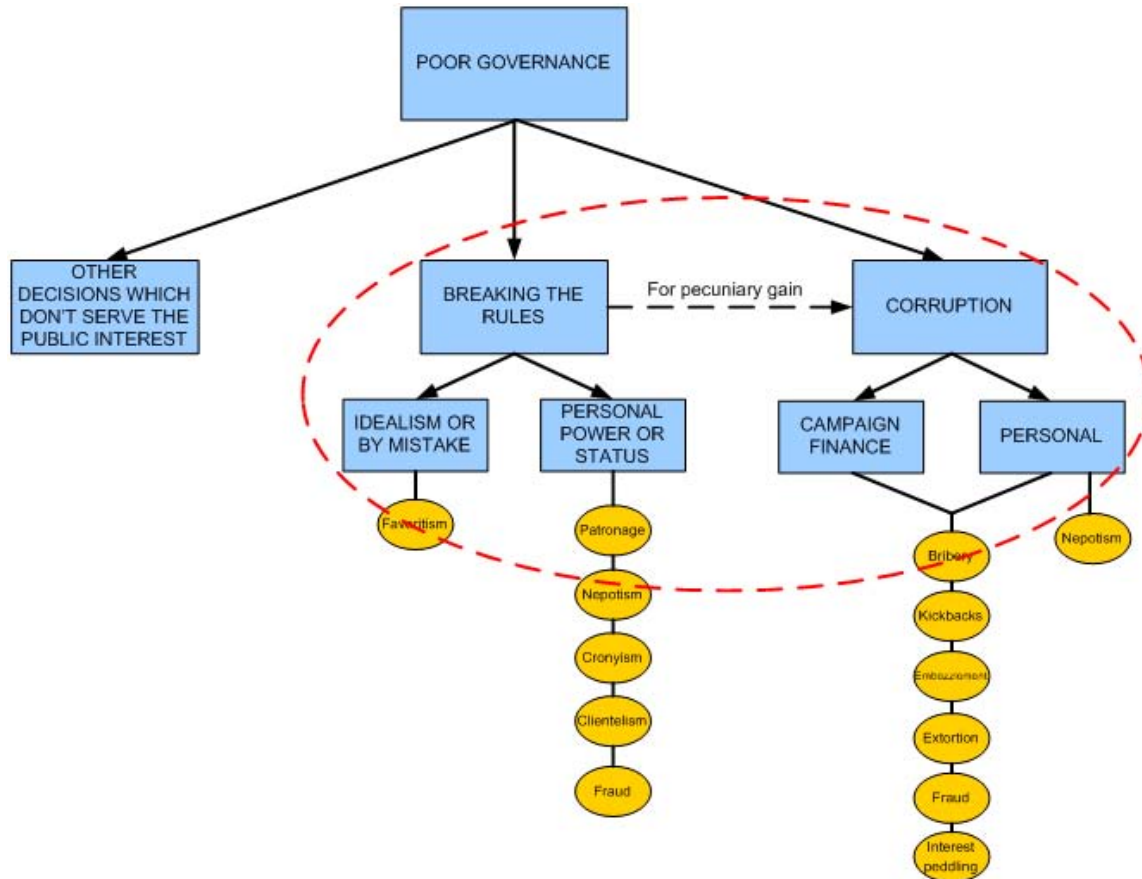 POOR GOVERNANCE
OTHER
DECISIONS WHICH
DON'T SERVE THE
PUBLIC INTEREST
BREAKING THE
RULES
For pecuniary gain
CORRUPTION
IDEALISM OR
BY MISTAKE
PERSONAL
POWER OR
STATUS
CAMPAIGN
FINANCE
PERSONAL
Favoritism
Patronage
Nepotism
Cronyism
Clientelism
Fraud
Bribery
Kickbacks
Embezzlement
Extortion
Fraud
Interest
peddling
Nepotism